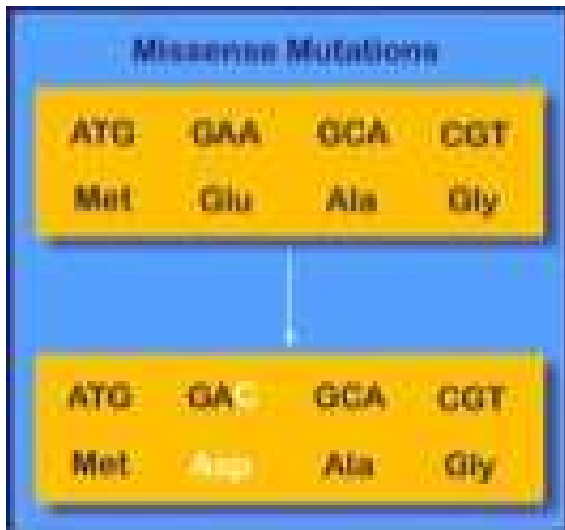 Missense Mutations
ATG GAA GCA CGT
Met Glu Ala Gly
ATG GAC GCA CGT
Met Asp Ala Gly